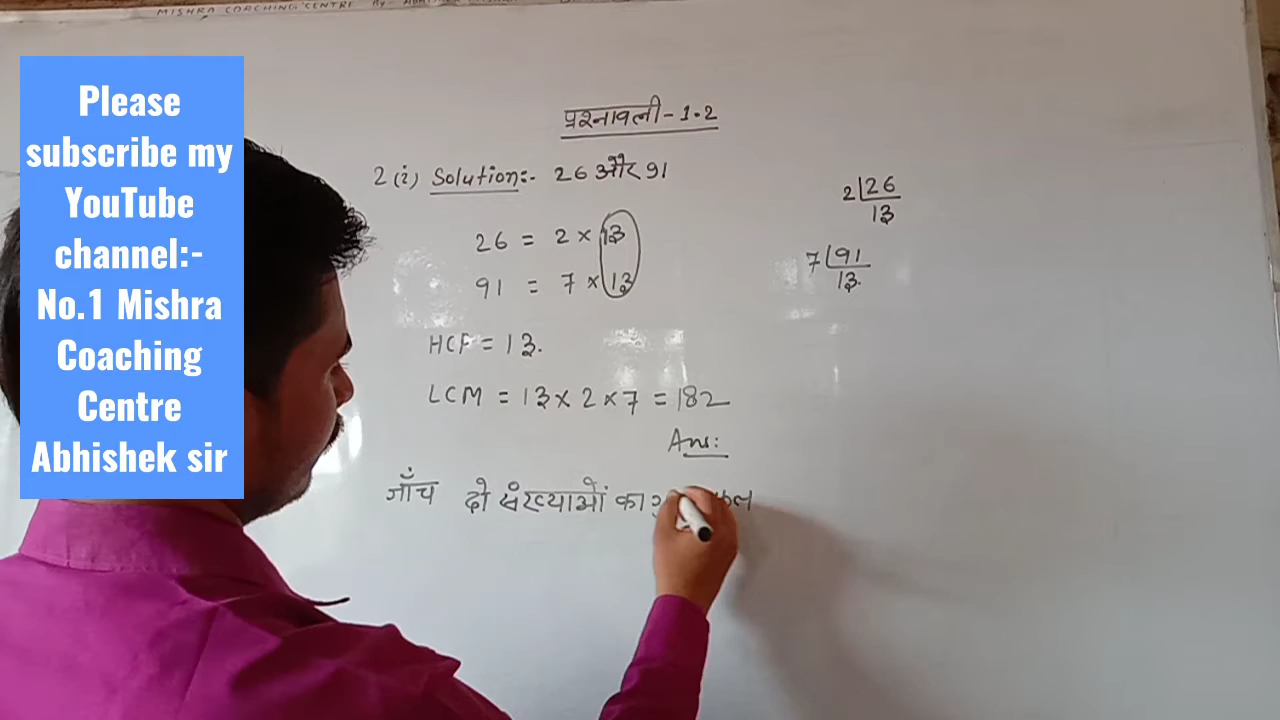 MISHRA COACHING CENTRE By:-
Please
subscribe my
YouTube
channel:-
No.1 Mishra
Coaching
Centre
Abhishek sir
प्रश्नावली - 1.2
2(i) Solution:- 26 और 91
26 = 2 × 13
91 = 7 × 13
HCF = 13.
LCM = 13 × 2 × 7 = 182
Ans:
जाँच दो संख्याओं का
2 26
13
7 91
13.